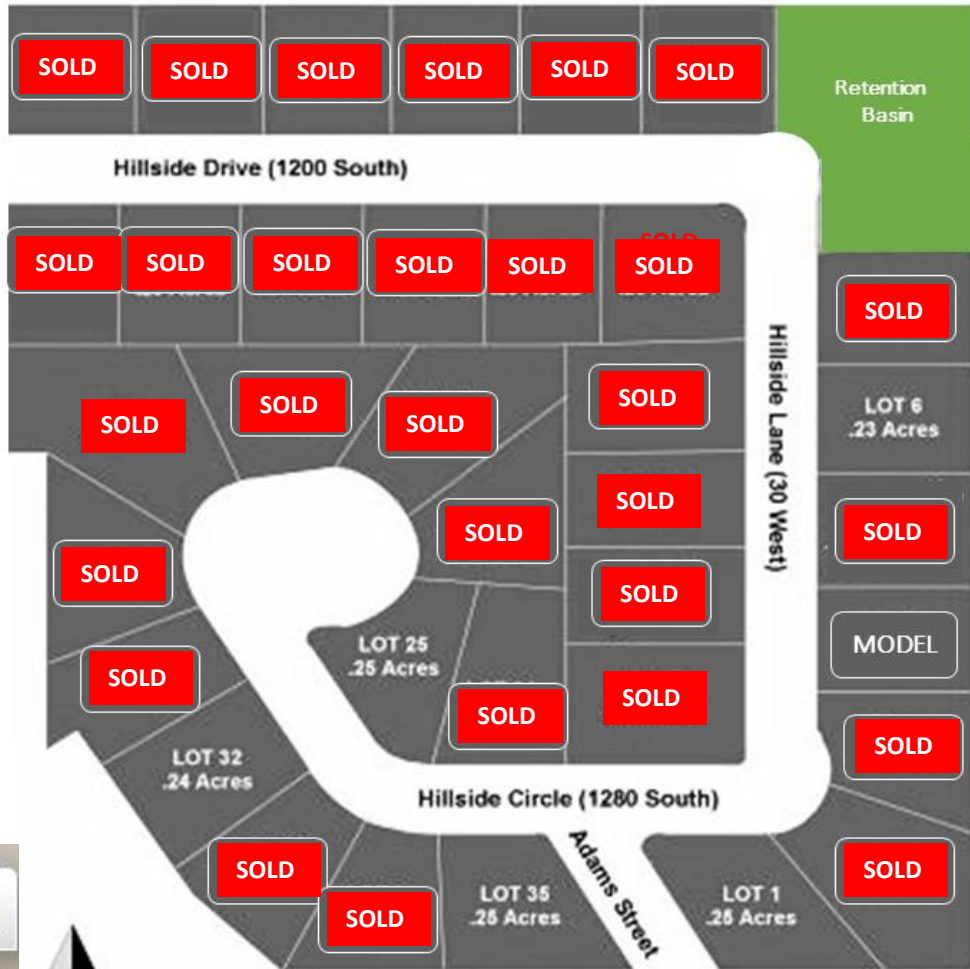 SOLD
SOLD
SOLD
SOLD
SOLD
SOLD
Retention
Basin
Hillside Drive (1200 South)
SOLD
SOLD
SOLD
SOLD
SOLD
SOLD
SOLD
Hillside Lane (30 West)
SOLD
SOLD
SOLD
SOLD
LOT 6
.23 Acres
SOLD
SOLD
SOLD
SOLD
SOLD
SOLD
LOT 25
.25 Acres
MODEL
SOLD
SOLD
SOLD
SOLD
LOT 32
.24 Acres
Hillside Circle (1280 South)
SOLD
SOLD
SOLD
LOT 35
.25 Acres
Adams Street
LOT 1
.25 Acres